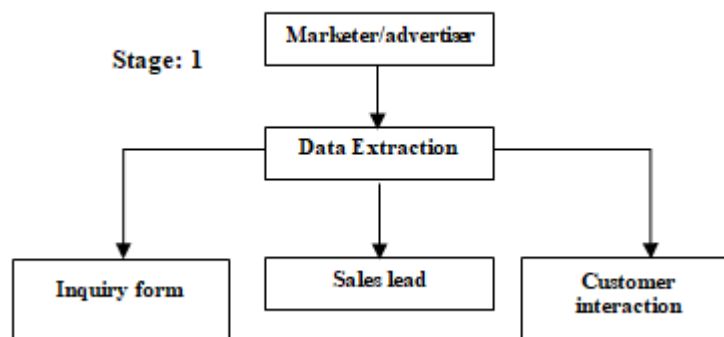 Marketer/advertiser
Stage: 1
Data Extraction
Inquiry form
Sales lead
Customer
interaction